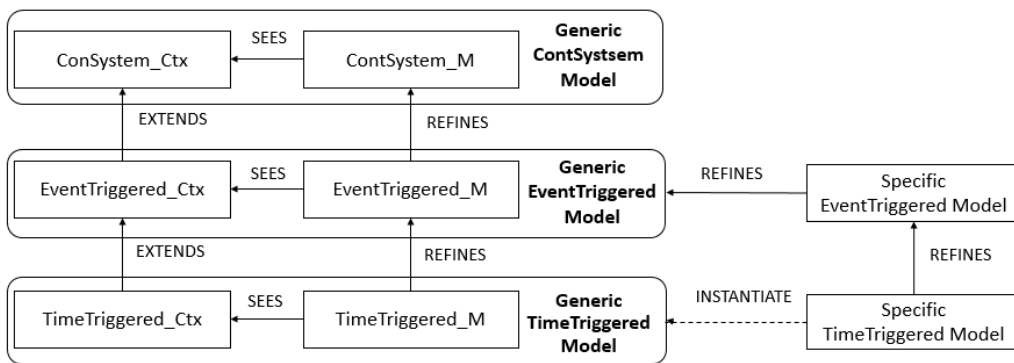 Generic
ContSystsem
Model
ConSystem_Ctx
SEES
ContSystem_M
EXTENDS
REFINES
Generic
EventTriggered
Model
EventTriggered_Ctx
SEES
EventTriggered_M
REFINES
Specific
EventTriggered Model
EXTENDS
REFINES
REFINES
Generic
TimeTriggered
Model
TimeTriggered_Ctx
SEES
TimeTriggered_M
INSTANTIATE
Specific
TimeTriggered Model